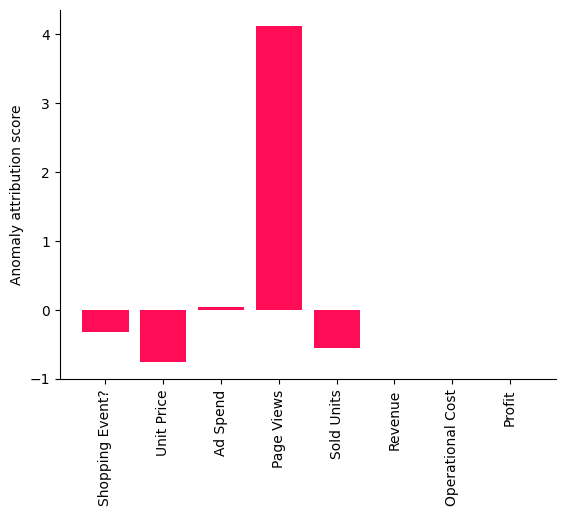 Anomaly attribution score
4
3
2
1
0
−1
Shopping Event?
Unit Price
Ad Spend
Page Views
Sold Units
Revenue
Operational Cost
Profit